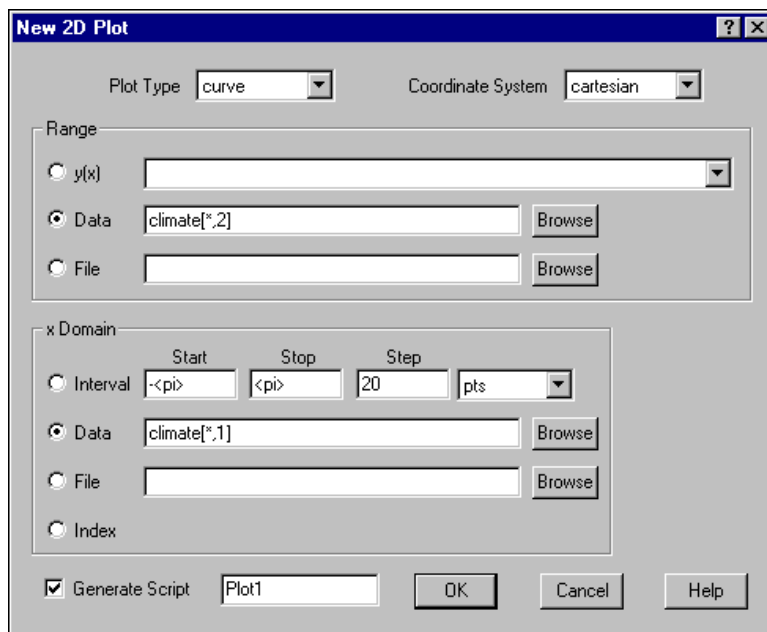 New 2D Plot
Plot Type curve Coordinate System cartesian
Range
y(x)
Data climate[*,2] Browse
File Browse
x Domain
Start Stop Step
Interval -<pi> <pi> 20 pts
Data climate[*,1] Browse
File Browse
Index
Generate Script Plot1 OK Cancel Help